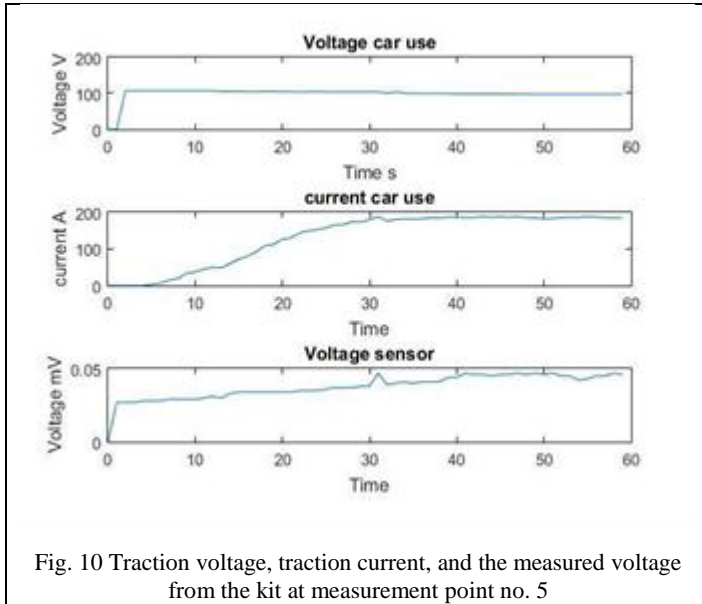 Voltage car use
Voltage V
200
100
0
0 10 20 30 40 50 60
Time s
current car use
current A
200
100
0
0 10 20 30 40 50 60
Time
Voltage sensor
Voltage mV
0.05
0
0 10 20 30 40 50 60
Time
Fig. 10 Traction voltage, traction current, and the measured voltage
from the kit at measurement point no. 5